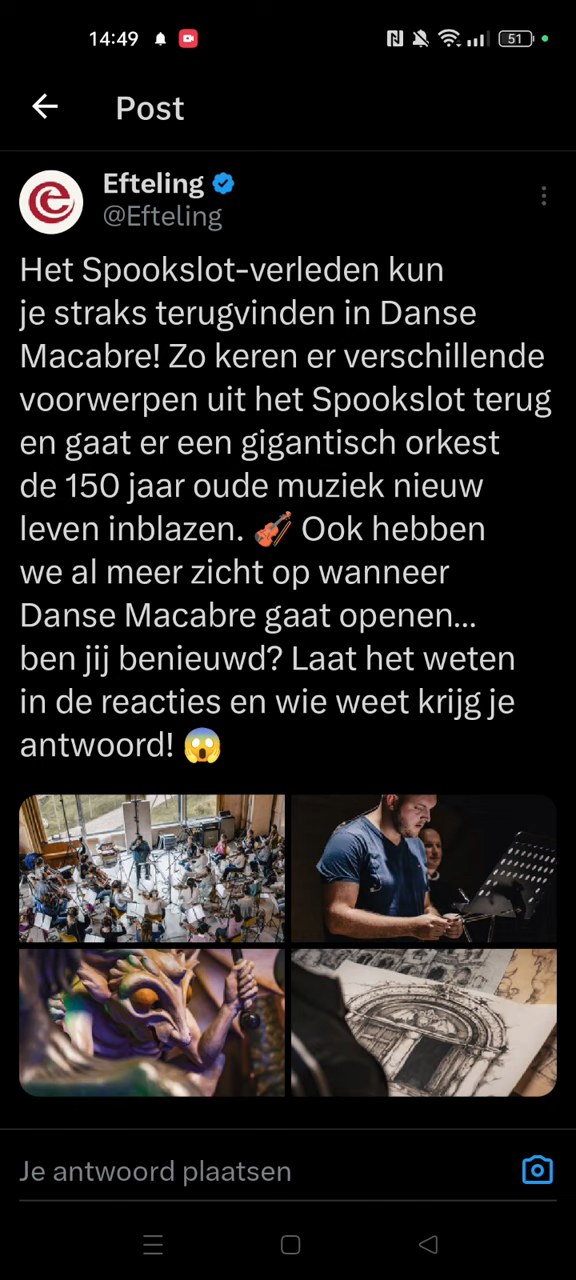 14:49
51
Post
Efteling
@Efteling
Het Spookslot-verleden kun
je straks terugvinden in Danse
Macabre! Zo keren er verschillende
voorwerpen uit het Spookslot terug
en gaat er een gigantisch orkest
de 150 jaar oude muziek nieuw
leven inblazen. 🎻 Ook hebben
we al meer zicht op wanneer
Danse Macabre gaat openen...
ben jij benieuwd? Laat het weten
in de reacties en wie weet krijg je
antwoord! 😱
Je antwoord plaatsen